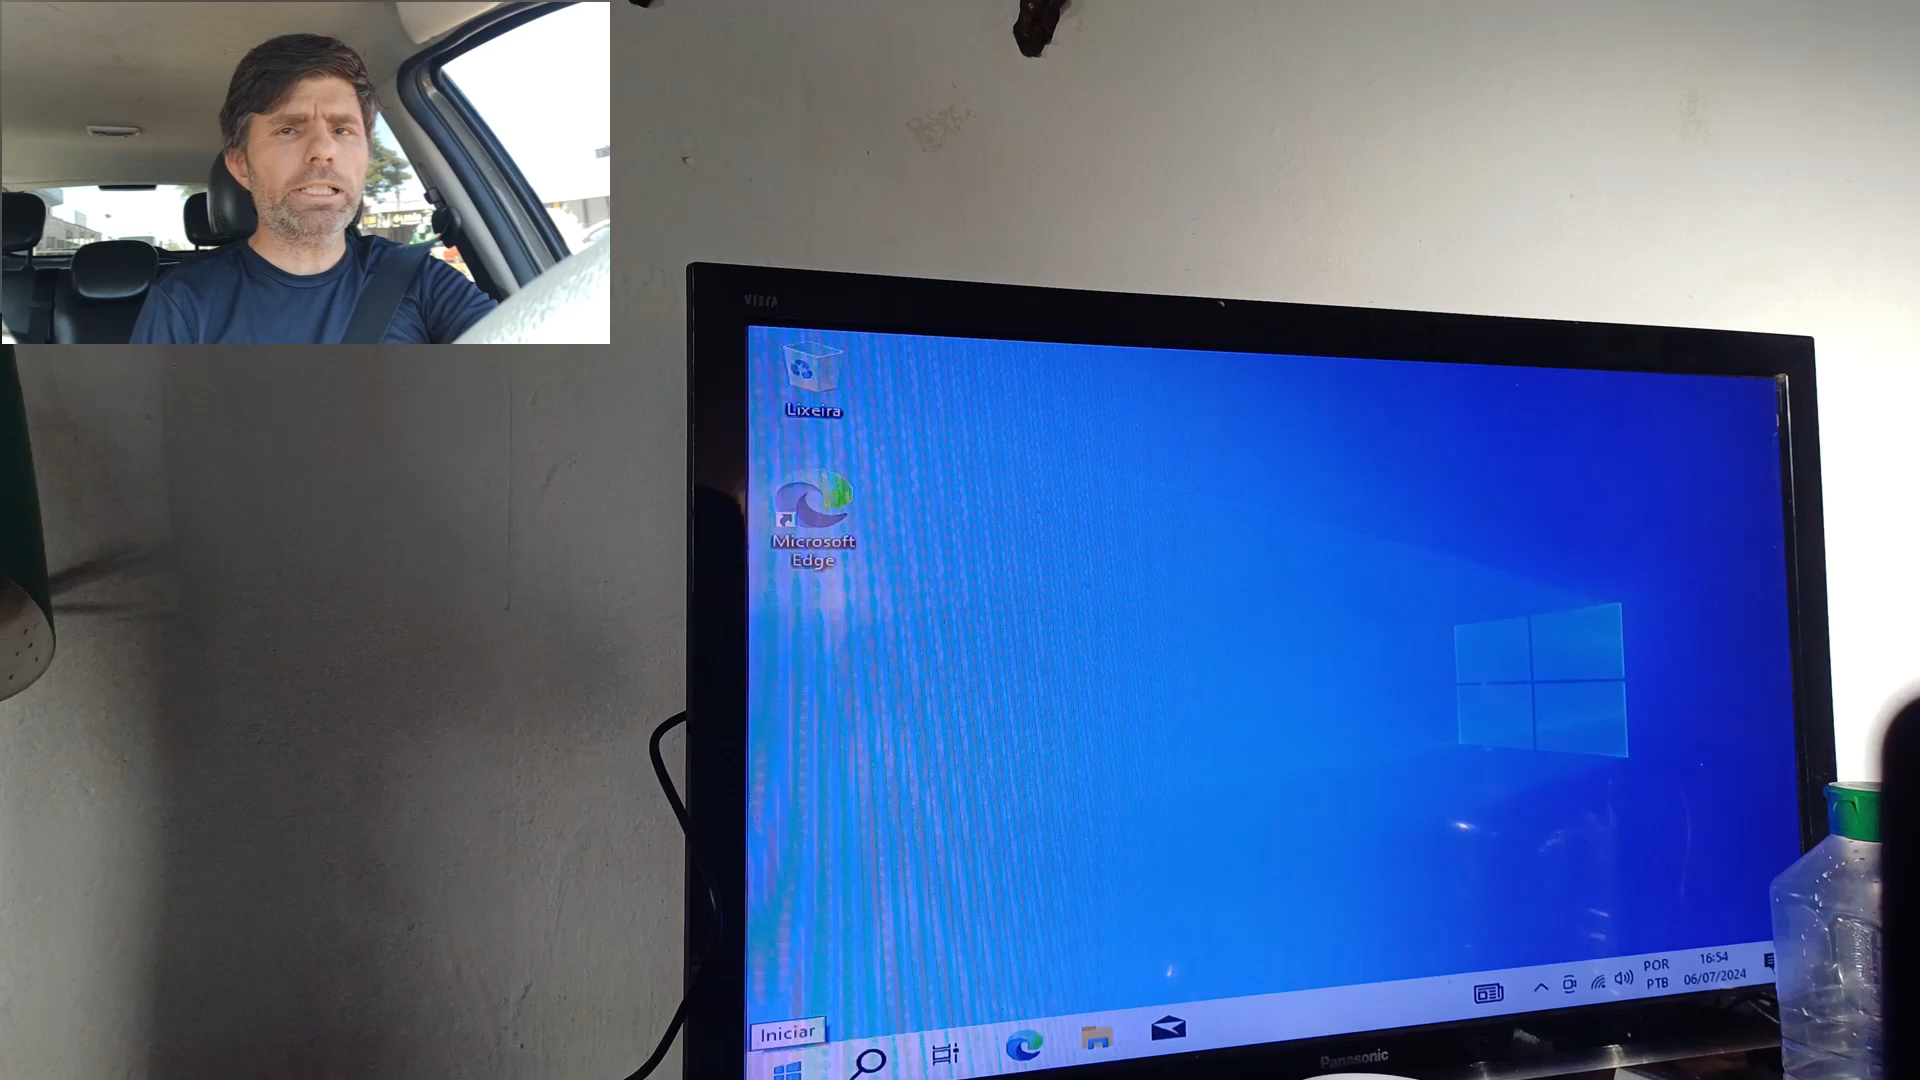 VIERA
Lixeira
Microsoft
Edge
POR
PTB
16:54
06/07/2024
Iniciar
Panasonic